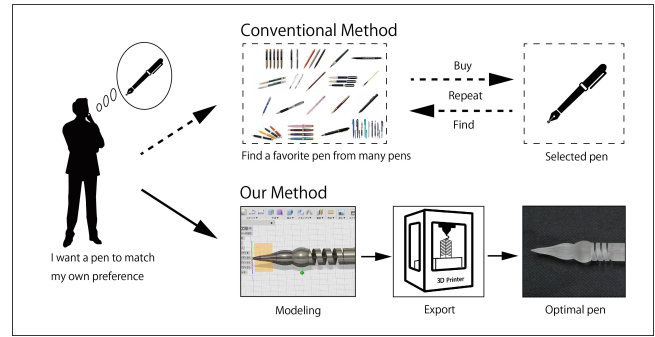 Conventional Method
Buy
Repeat
Find
Find a favorite pen from many pens
Selected pen
I want a pen to match
my own preference
Our Method
3D Printer
Modeling
Export
Optimal pen